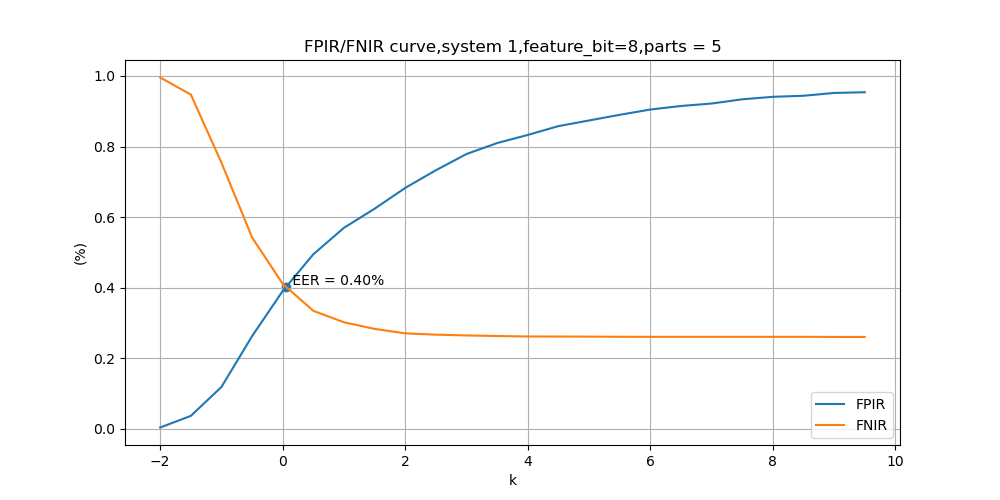 FPIR/FNIR curve,system 1,feature_bit=8,parts = 5
1.0
0.8
0.6
0.4
0.2
0.0
(%)
EER = 0.40%
FPIR
FNIR
−2
0
2
4
6
8
10
k